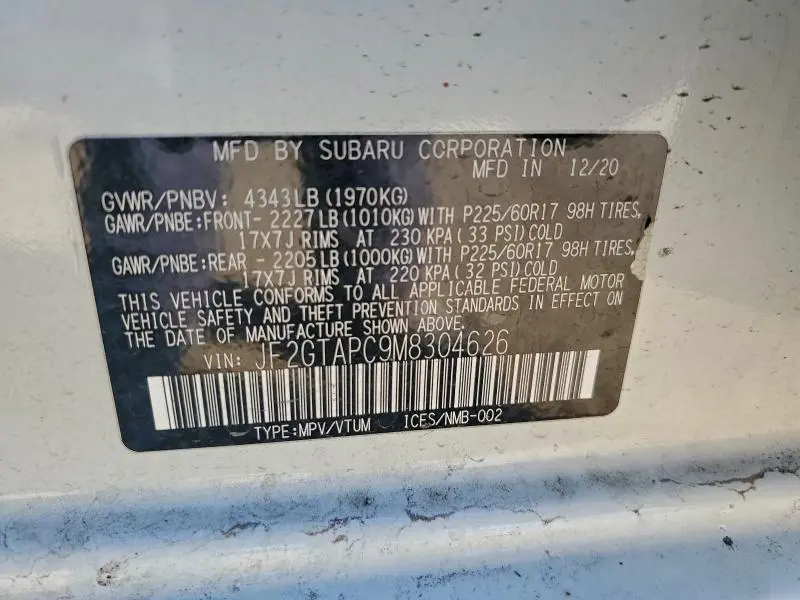 MFD BY SUBARU CORPORATION
MFD IN 12/20
GVWR/PNBV: 4343LB(1970KG)
GAWR/PNBE:FRONT- 2227LB(1010KG)WITH P225/60R17 98H TIRES,
17X7J RIMS AT 230 KPA(33 PSI)COLD
GAWR/PNBE:REAR - 2205LB(1000KG)WITH P225/60R17 98H TIRES,
17X7J RIMS AT 220 KPA(32 PSI)COLD
THIS VEHICLE CONFORMS TO ALL APPLICABLE FEDERAL MOTOR
VEHICLE SAFETY AND THEFT PREVENTION STANDARDS IN EFFECT ON
THE DATE OF MANUFACTURE SHOWN ABOVE.
VIN: JF2GTAPC9M8304626
TYPE:MPV/VTUM ICES/NMB-002